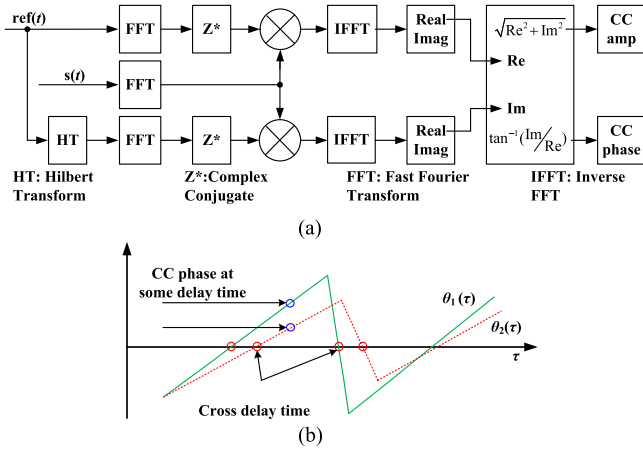 ref(t)
FFT
Z*
IFFT
Real
Imag
√Re²+Im²
CC
amp
s(t)
FFT
Re
Im
HT
FFT
Z*
IFFT
Real
Imag
tan⁻¹(Im/Re)
CC
phase
HT: Hilbert
Transform
Z*:Complex
Conjugate
FFT: Fast Fourier
Transform
IFFT: Inverse
FFT
(a)
CC phase at
some delay time
θ₁(τ)
θ₂(τ)
τ
Cross delay time
(b)